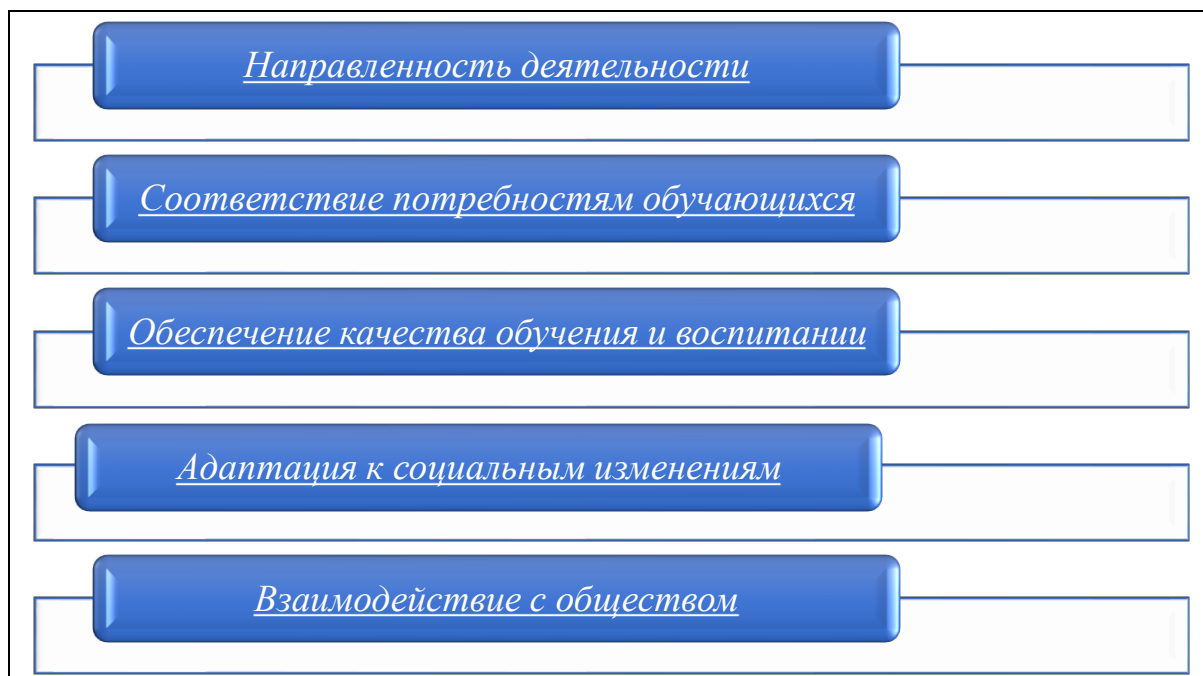 Направленность деятельности
Соответствие потребностям обучающихся
Обеспечение качества обучения и воспитании
Адаптация к социальным изменениям
Взаимодействие с обществом